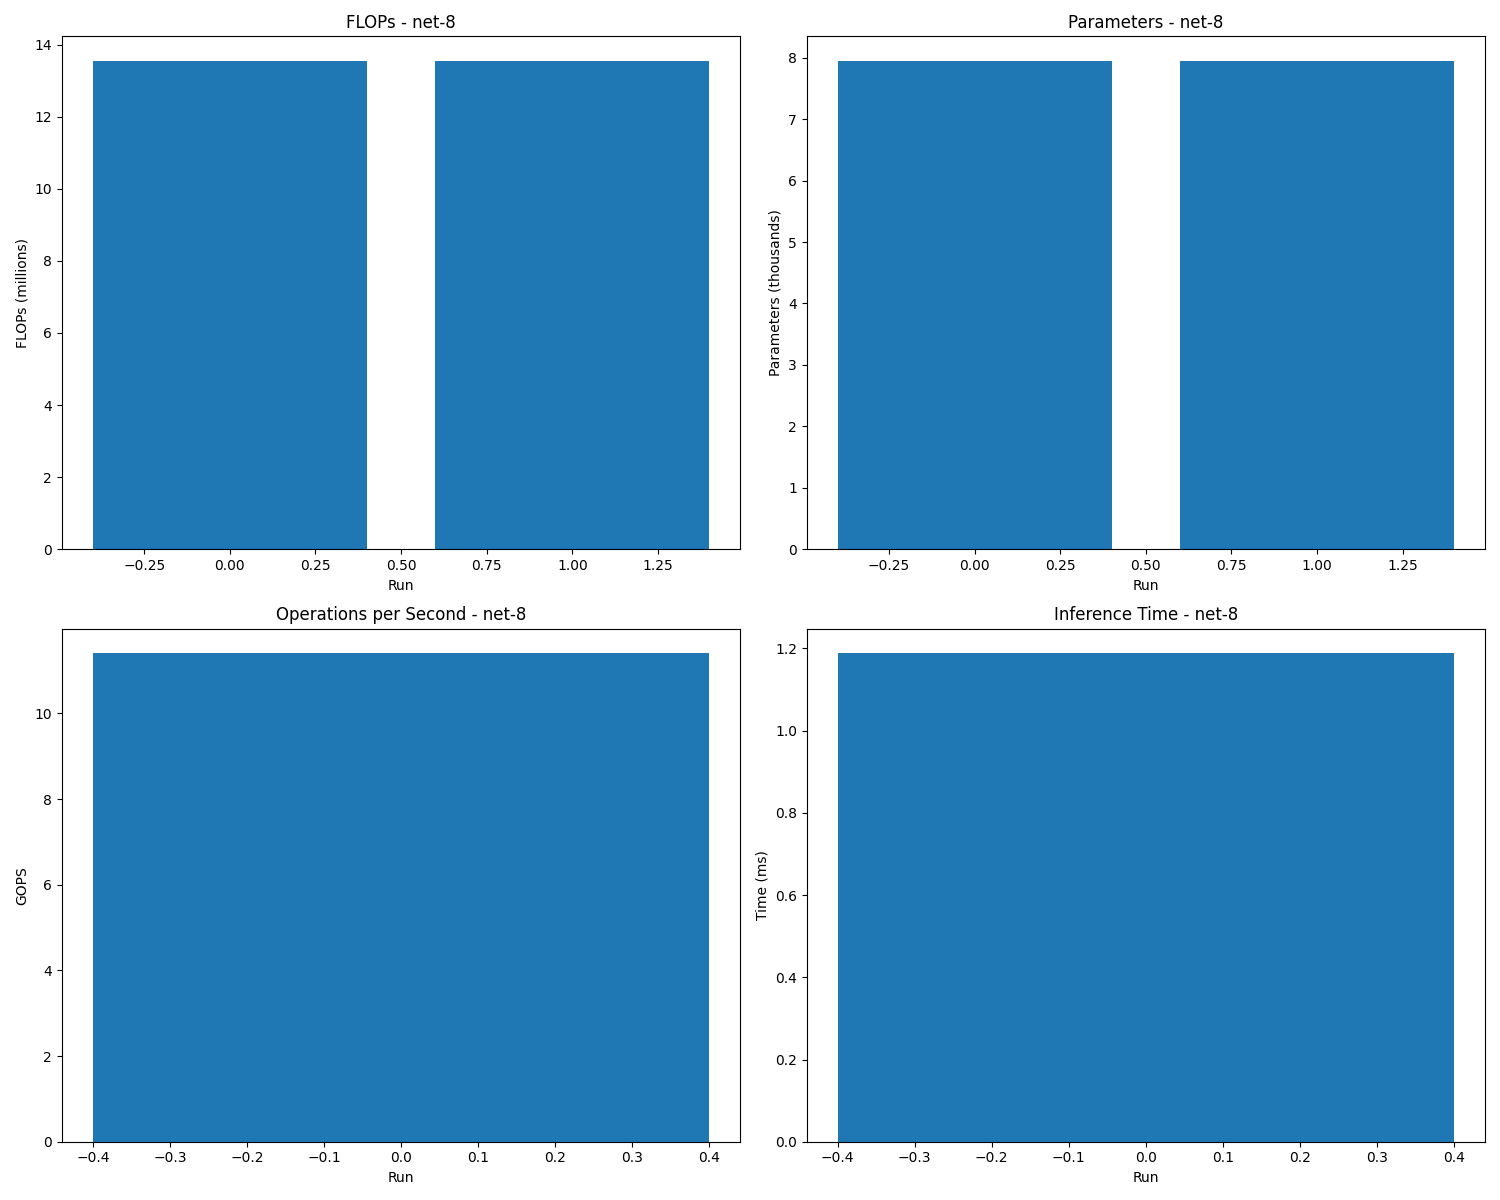 FLOPs - net-8
14
12
10
8
6
4
2
0
FLOPs (millions)
−0.25 0.00 0.25 0.50 0.75 1.00 1.25
Run
Parameters - net-8
8
7
6
5
4
3
2
1
0
Parameters (thousands)
−0.25 0.00 0.25 0.50 0.75 1.00 1.25
Run
Operations per Second - net-8
10
8
6
4
2
0
GOPS
−0.4 −0.3 −0.2 −0.1 0.0 0.1 0.2 0.3 0.4
Run
Inference Time - net-8
1.2
1.0
0.8
0.6
0.4
0.2
0.0
Time (ms)
−0.4 −0.3 −0.2 −0.1 0.0 0.1 0.2 0.3 0.4
Run